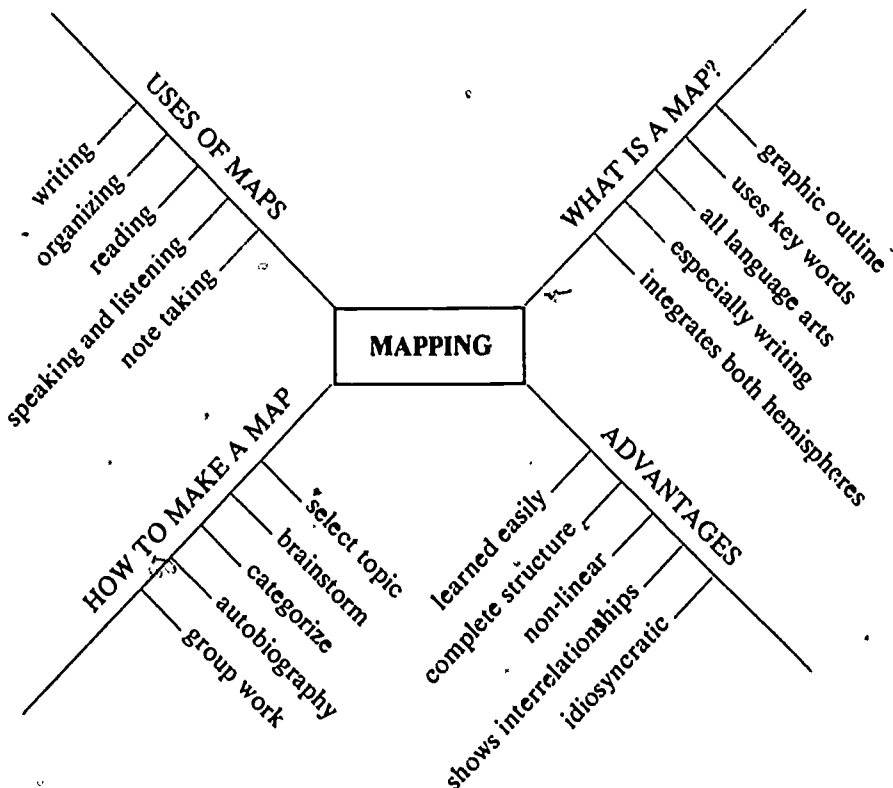 USES OF MAPS
writing
organizing
reading
speaking and listening
note taking
WHAT IS A MAP?
graphic outline
uses key words
all language arts
especially writing
integrates both hemispheres
MAPPING
HOW TO MAKE A MAP
select topic
brainstorm
categorize
autobiography
group work
ADVANTAGES
learned easily
complete structure
non-linear
shows interrelationships
idiosyncratic